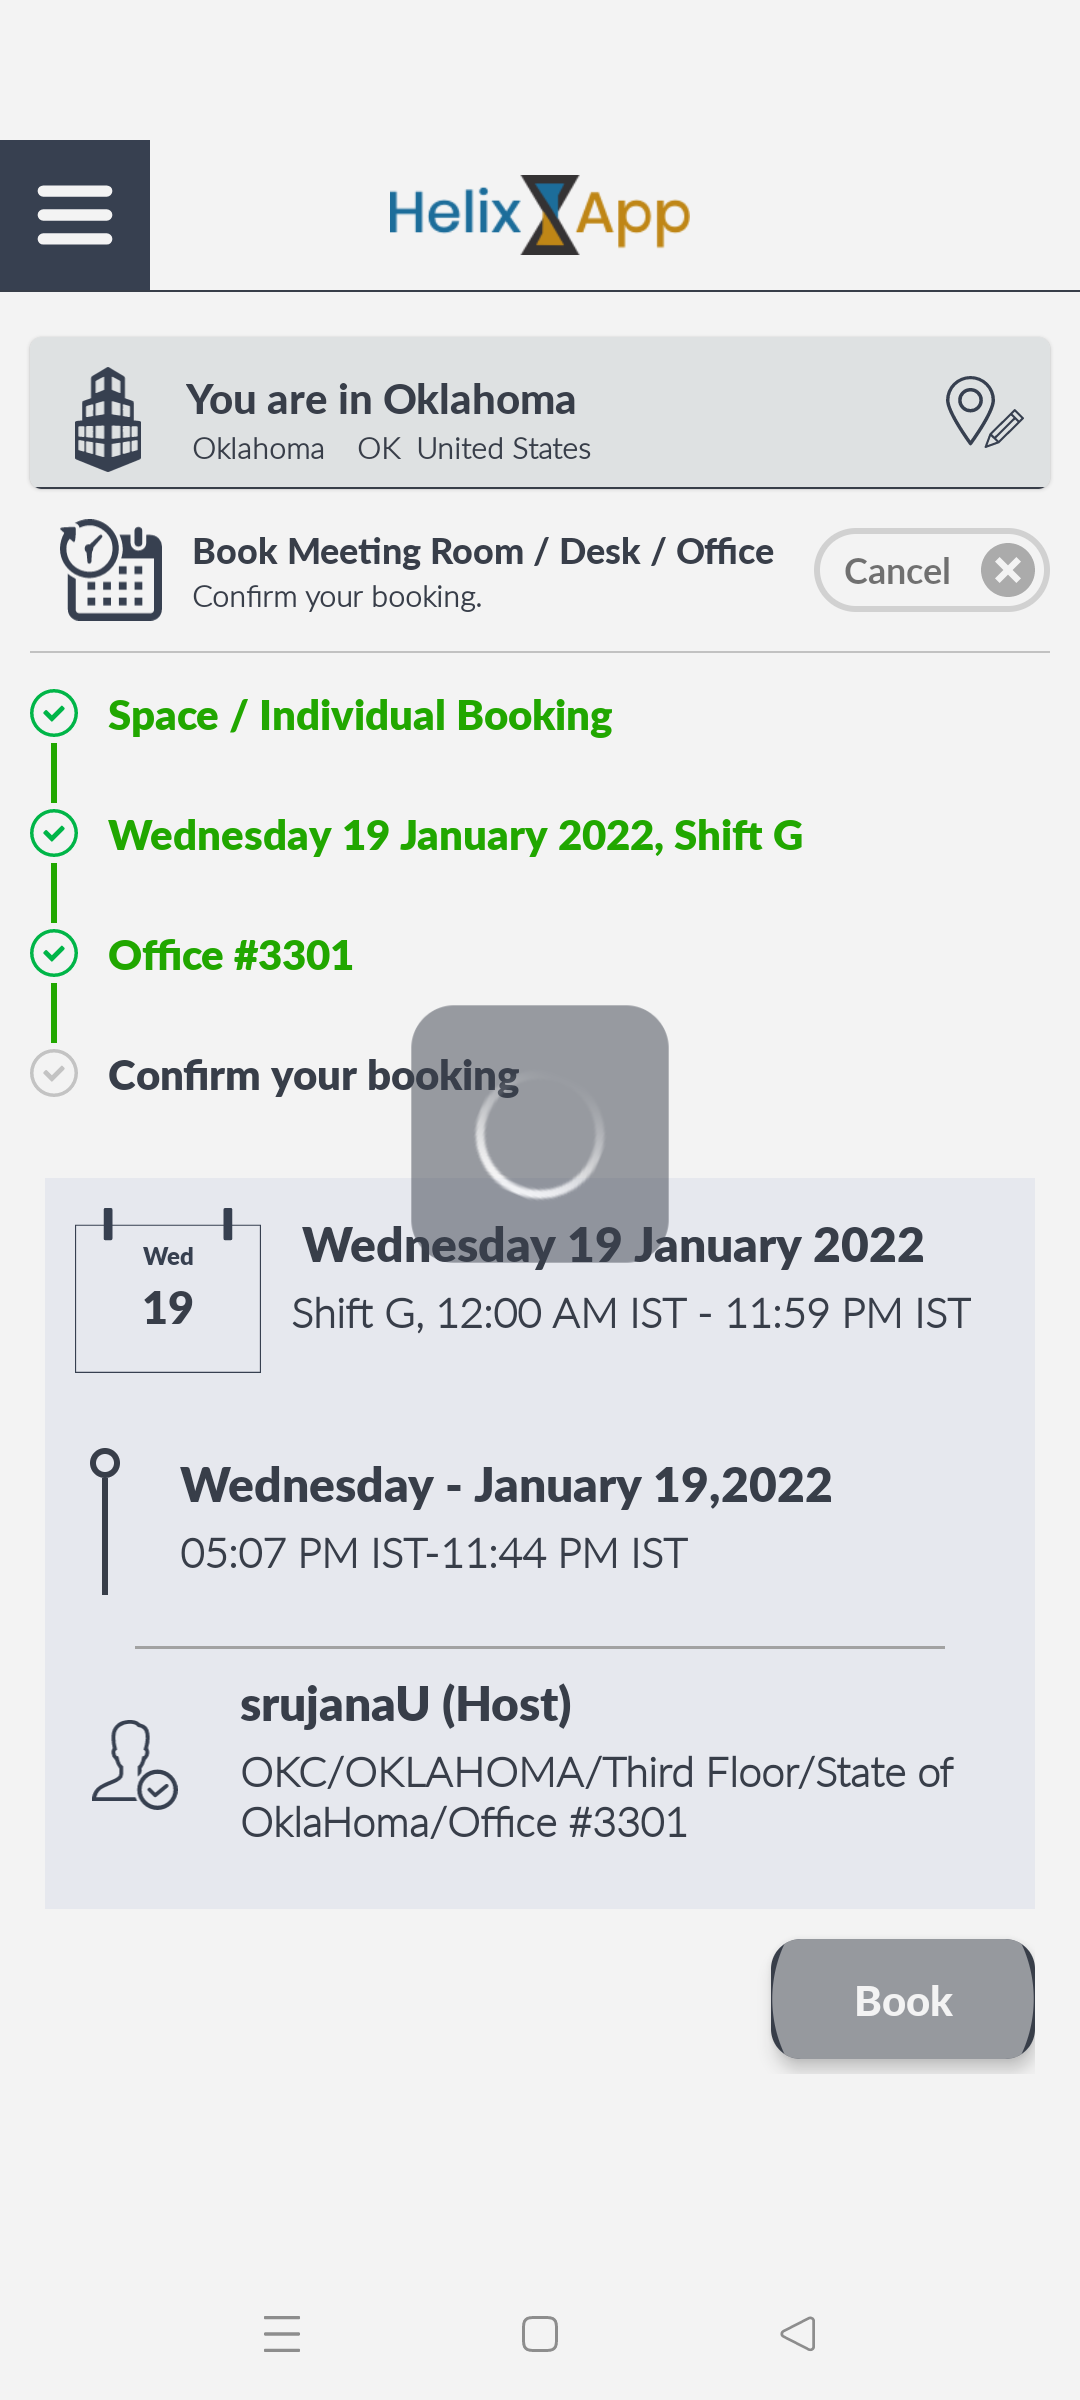 Helix App
You are in Oklahoma
Oklahoma OK United States
Book Meeting Room / Desk / Office
Confirm your booking.
Cancel
Space / Individual Booking
Wednesday 19 January 2022, Shift G
Office #3301
Confirm your booking
Wed
19
Wednesday 19 January 2022
Shift G, 12:00 AM IST - 11:59 PM IST
Wednesday - January 19,2022
05:07 PM IST-11:44 PM IST
srujanaU (Host)
OKC/OKLAHOMA/Third Floor/State of
OklaHoma/Office #3301
Book